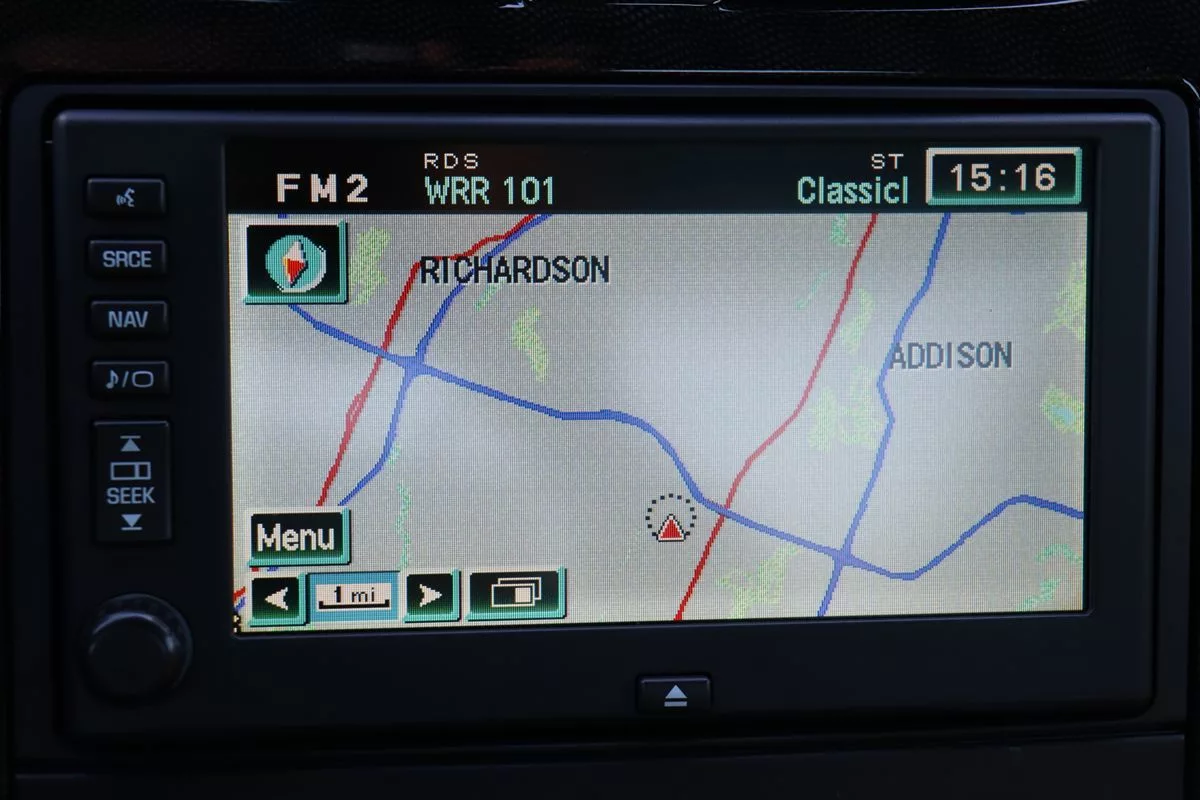 RDS
ST
FM2
WRR 101
Classicl
15:16
SRCE
NAV
SEEK
RICHARDSON
ADDISON
Menu
1 mi